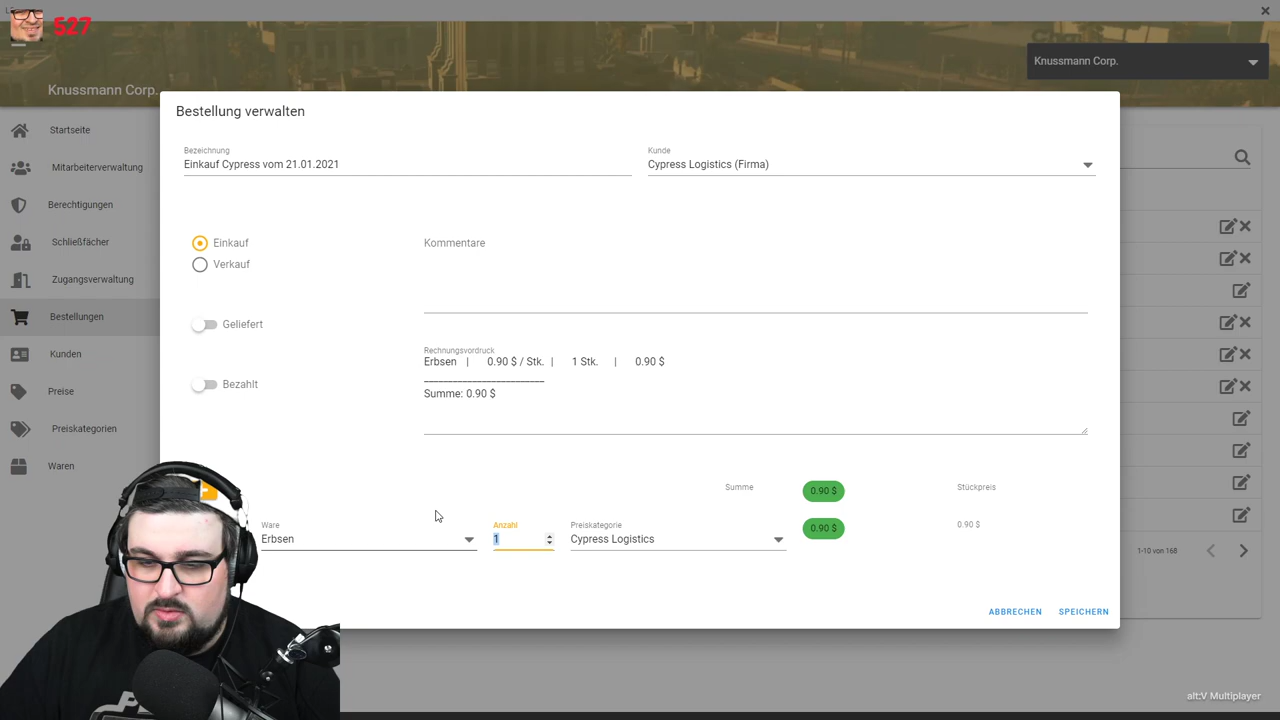 527
Knussmann Corp.
Knussmann Corp.
Startseite
Mitarbeiterverwaltung
Berechtigungen
Schließfächer
Zugangsverwaltung
Bestellungen
Kunden
Preise
Preiskategorien
Waren
Bestellung verwalten
Bezeichnung
Einkauf Cypress vom 21.01.2021
Kunde
Cypress Logistics (Firma)
Einkauf
Verkauf
Geliefert
Bezahlt
Kommentare
Rechnungsvordruck
Erbsen | 0.90 $ / Stk. | 1 Stk. | 0.90 $
_________________________
Summe: 0.90 $
Summe
0.90 $
Stückpreis
Ware
Erbsen
Anzahl
1
Preiskategorie
Cypress Logistics
0.90 $
0.90 $
ABBRECHEN
SPEICHERN
1-10 von 168
alt:V Multiplayer